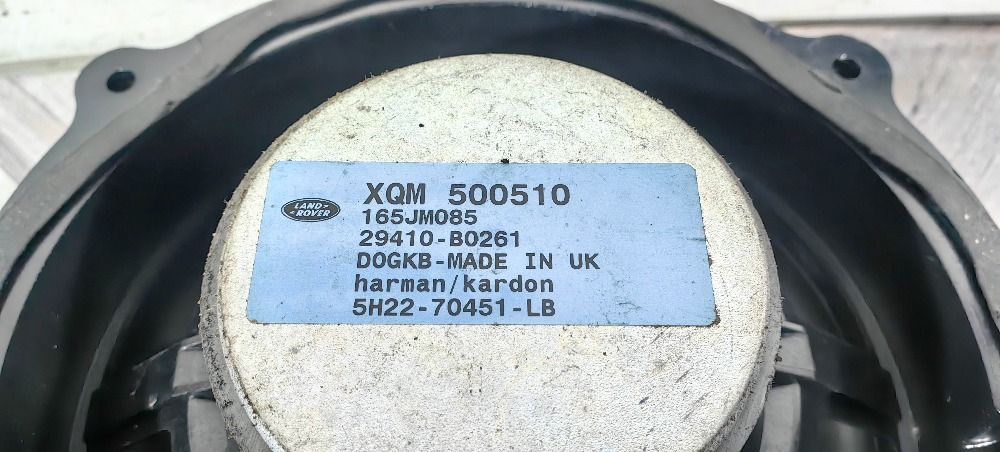 XQM 500510
LAND-
-ROVER
165JM085
29410-B0261
DOGKB-MADE IN UK
harman/kardon
5H22-70451-LB